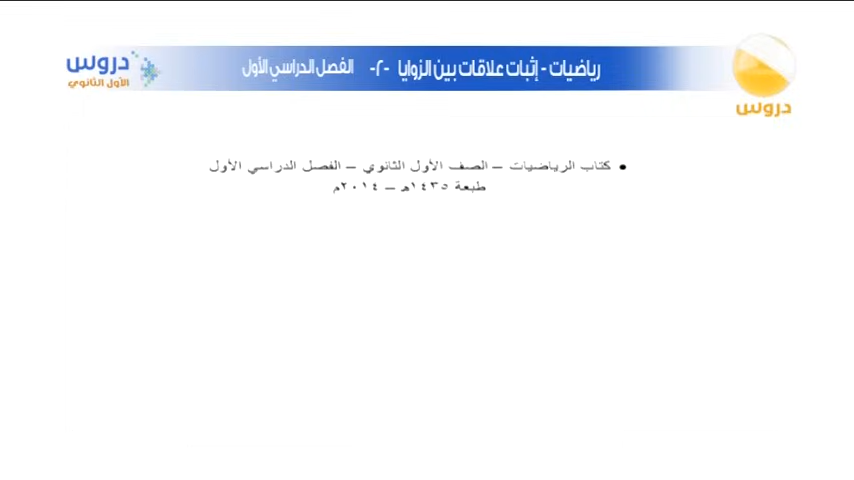 دروس
الأول الثانوي
رياضيات - إثبات علاقات بين الزوايا -٢- الفصل الدراسي الأول
دروس
• كتاب الرياضيات – الصف الأول الثانوي – الفصل الدراسي الأول
طبعة ١٤٣٥هـ – ٢٠١٤م